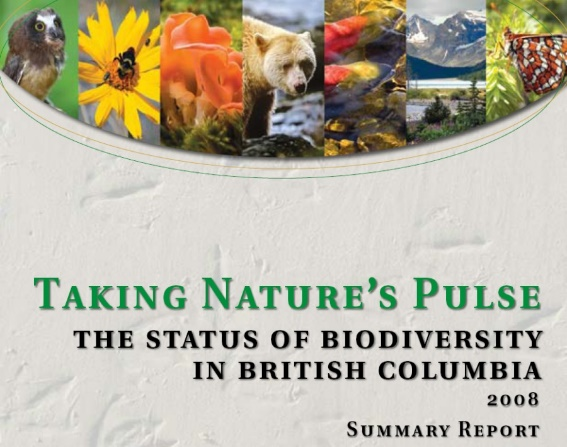 Taking Nature's Pulse
THE STATUS OF BIODIVERSITY
IN BRITISH COLUMBIA
2008
Summary Report